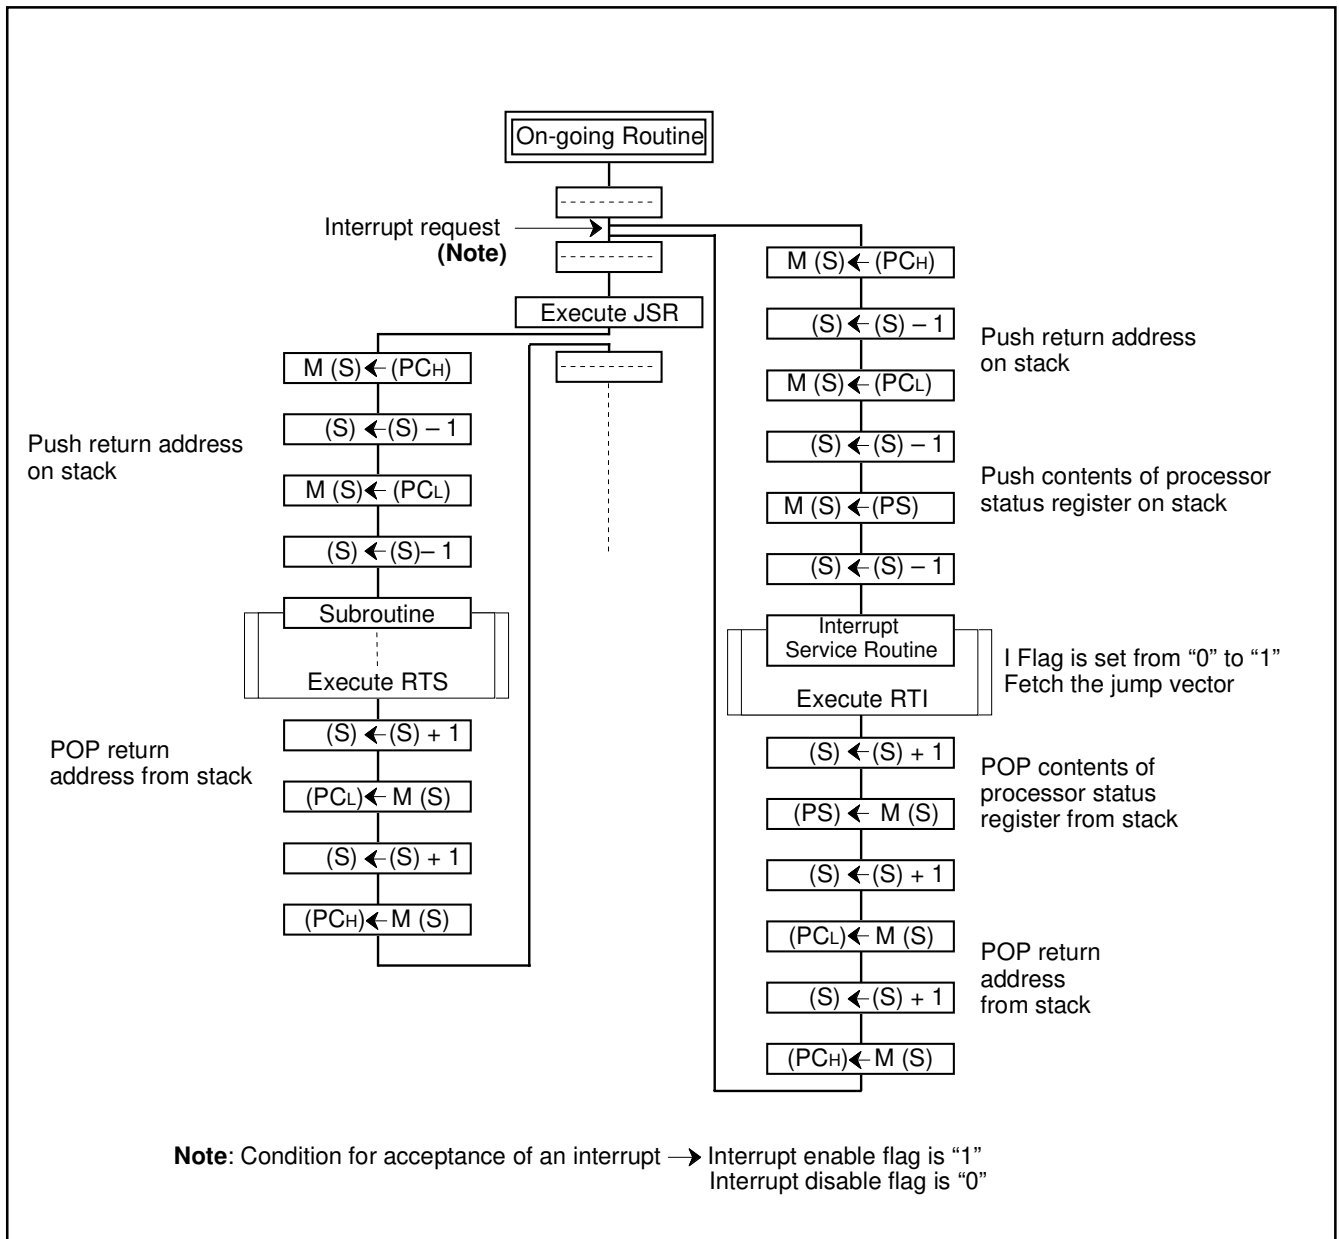 On-going Routine
Interrupt request
(Note)
Execute JSR
M (S) ← (PCH)
(S) ← (S) – 1
M (S) ← (PCL)
(S) ← (S)– 1
Push return address
on stack
Subroutine
Execute RTS
(S) ← (S) + 1
(PCL) ← M (S)
(S) ← (S) + 1
(PCH) ← M (S)
POP return
address from stack
M (S) ← (PCH)
(S) ← (S) – 1
M (S) ← (PCL)
(S) ← (S) – 1
M (S) ← (PS)
(S) ← (S) – 1
Push return address
on stack
Push contents of processor
status register on stack
Interrupt
Service Routine
Execute RTI
I Flag is set from “0” to “1”
Fetch the jump vector
(S) ← (S) + 1
(PS) ← M (S)
(S) ← (S) + 1
(PCL) ← M (S)
(S) ← (S) + 1
(PCH) ← M (S)
POP contents of
processor status
register from stack
POP return
address
from stack
Note: Condition for acceptance of an interrupt → Interrupt enable flag is “1”
Interrupt disable flag is “0”